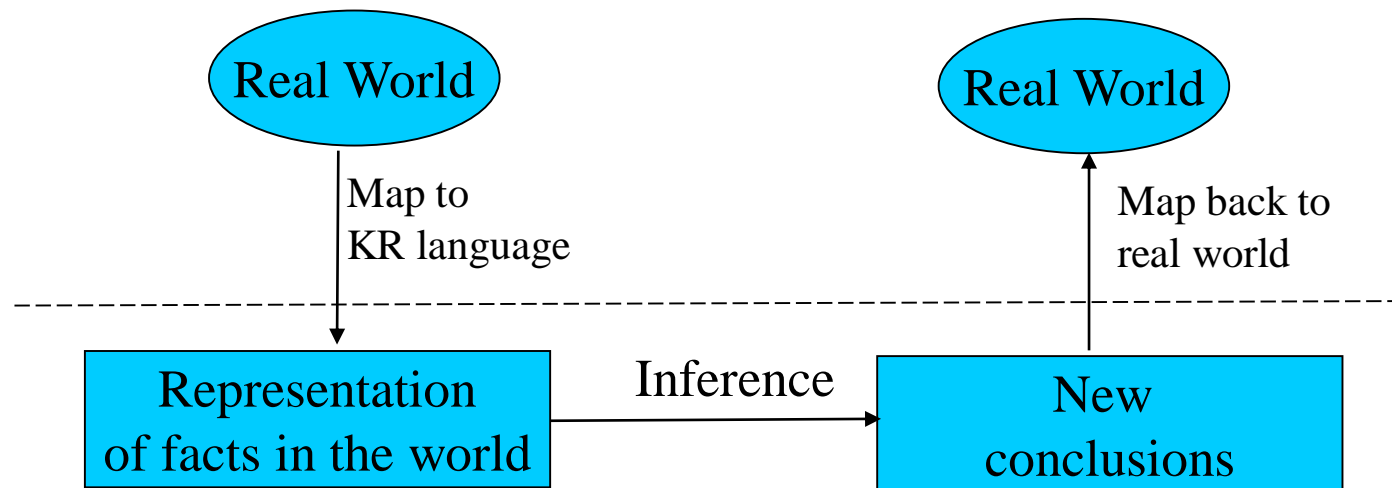 Real World
Real World
Map to
KR language
Map back to
real world
Representation
of facts in the world
Inference
New
conclusions